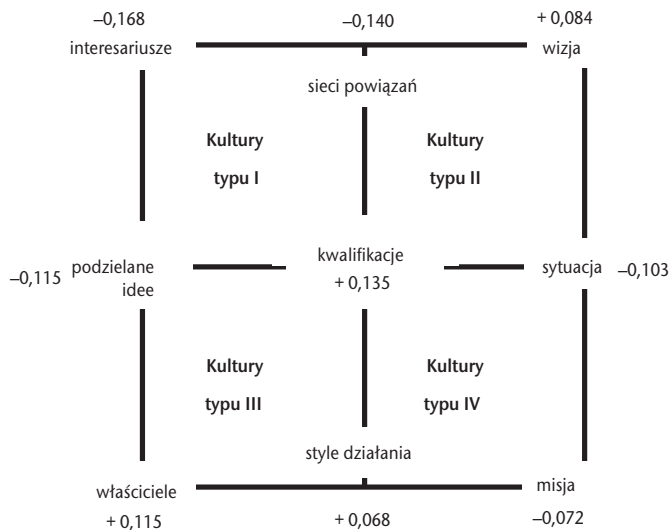 −0,168 −0,140 + 0,084
interesariusze wizja
sieci powiązań
Kultury Kultury
typu I typu II
kwalifikacje
−0,115 podzielane sytuacja −0,103
idee + 0,135
Kultury Kultury
typu III typu IV
style działania
właściciele misja
+ 0,115 + 0,068 −0,072